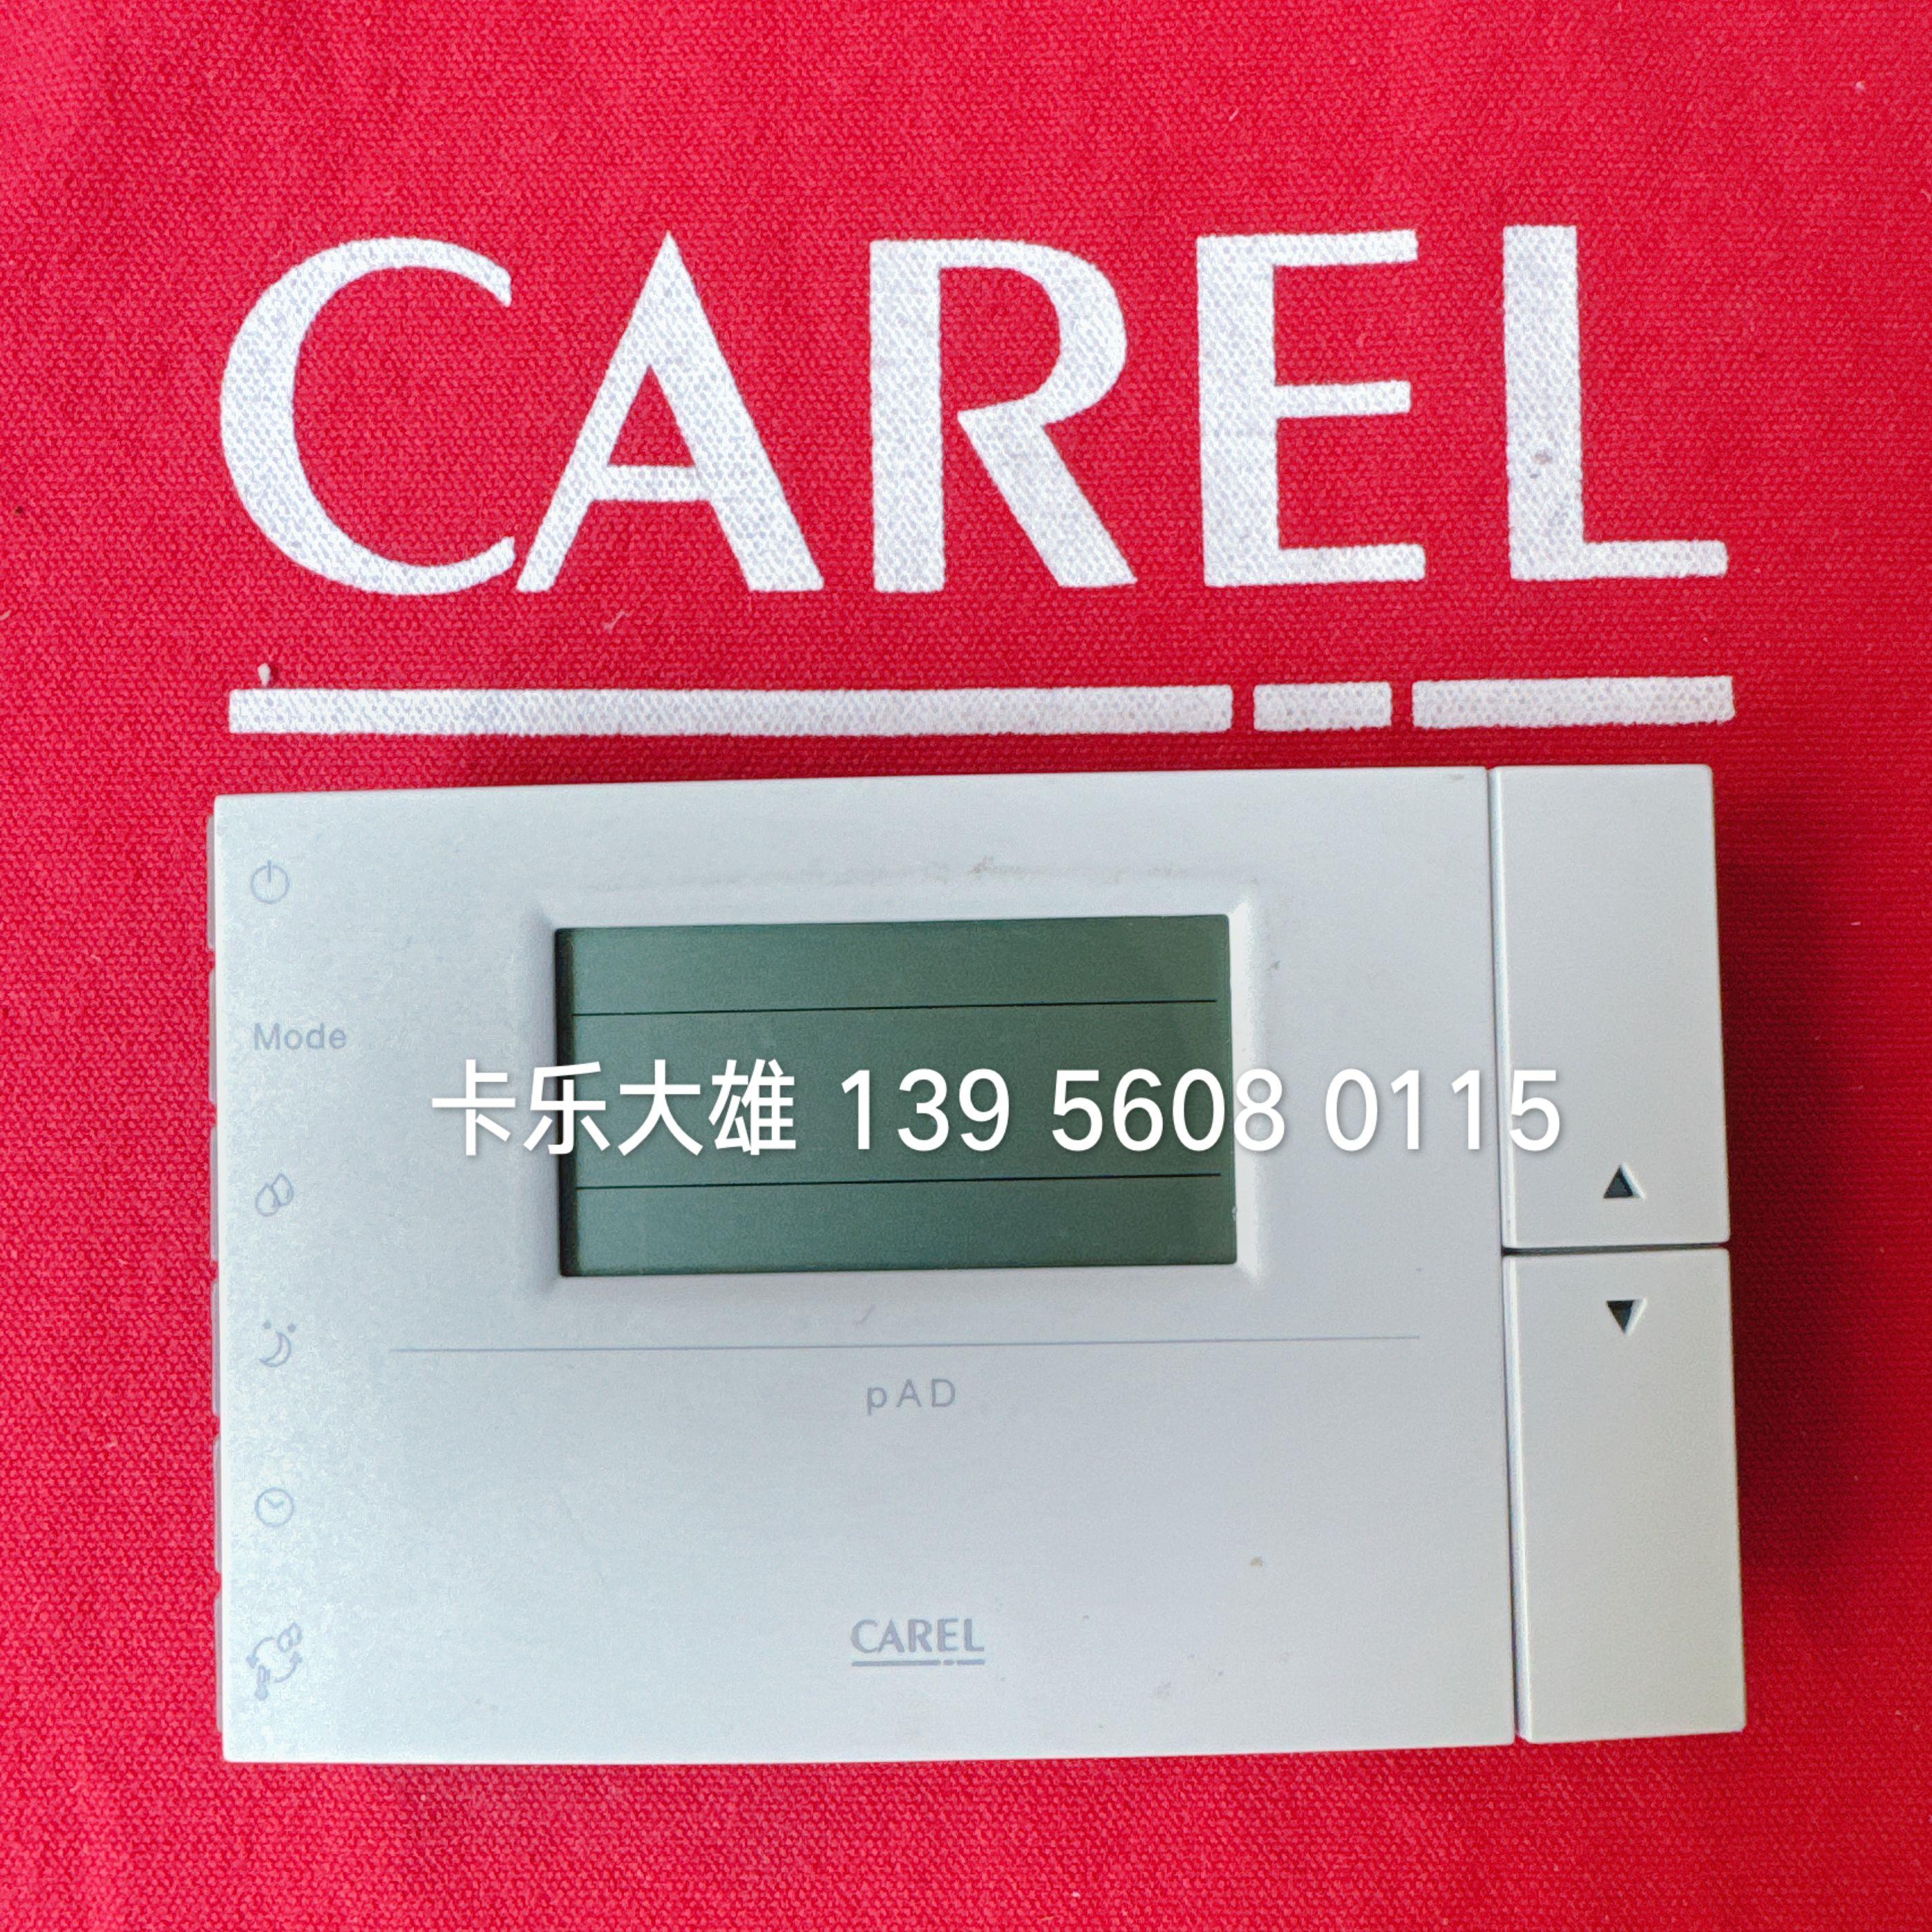 CAREL
Mode
卡乐大雄 139 5608 0115
pAD
CAREL